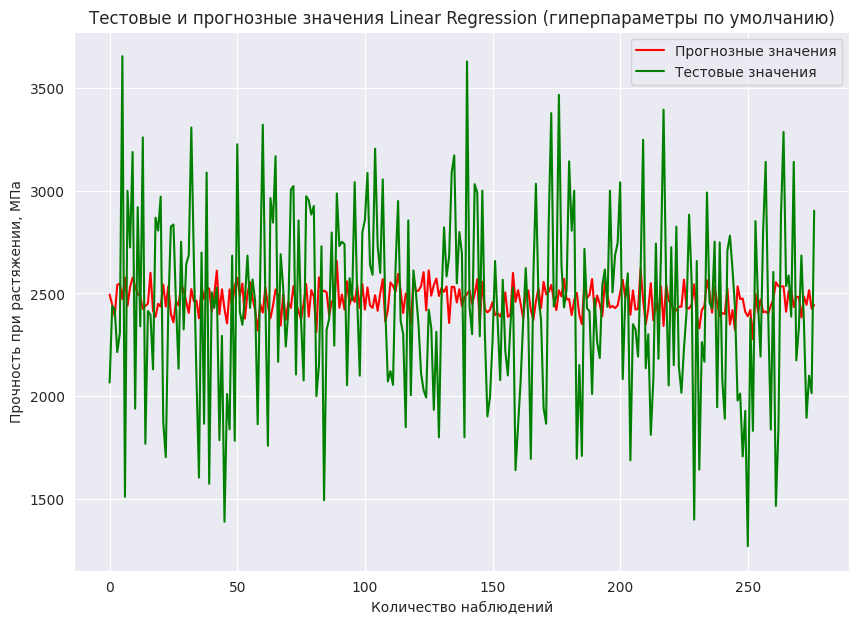 Тестовые и прогнозные значения Linear Regression (гиперпараметры по умолчанию)
Прогнозные значения
Тестовые значения
Прочность при растяжении, МПа
3500
3000
2500
2000
1500
0 50 100 150 200 250
Количество наблюдений